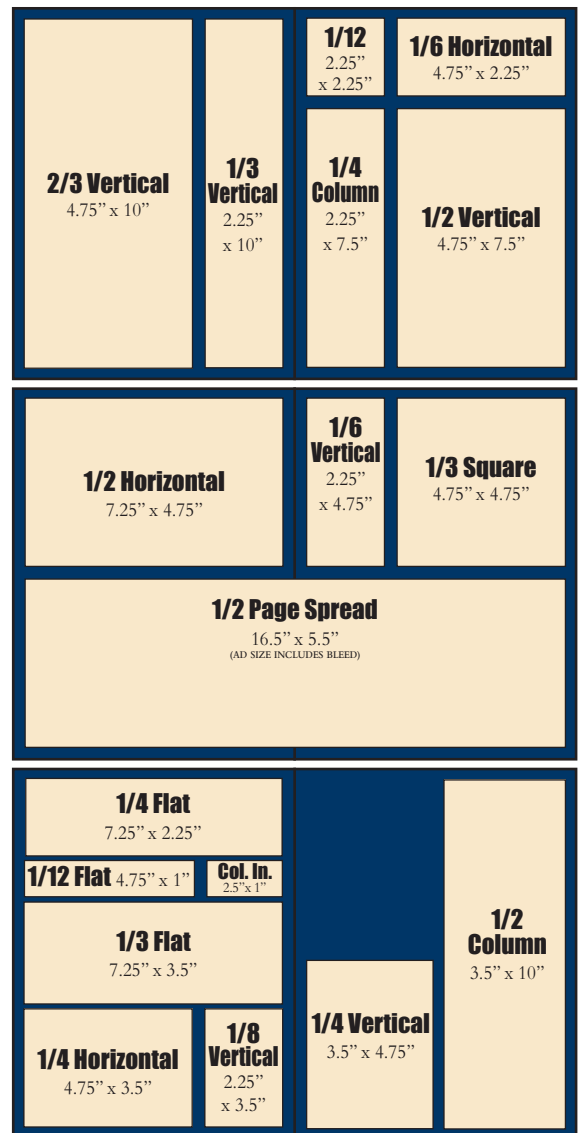 2/3 Vertical
4.75” x 10”
1/3
Vertical
2.25”
x 10”
1/12
2.25”
x 2.25”
1/6 Horizontal
4.75” x 2.25”
1/4
Column
2.25”
x 7.5”
1/2 Vertical
4.75” x 7.5”
1/2 Horizontal
7.25” x 4.75”
1/6
Vertical
2.25”
x 4.75”
1/3 Square
4.75” x 4.75”
1/2 Page Spread
16.5” x 5.5”
(AD SIZE INCLUDES BLEED)
1/4 Flat
7.25” x 2.25”
1/12 Flat 4.75” x 1”
Col. In.
2.5”x 1”
1/3 Flat
7.25” x 3.5”
1/4 Horizontal
4.75” x 3.5”
1/8
Vertical
2.25”
x 3.5”
1/4 Vertical
3.5” x 4.75”
1/2
Column
3.5” x 10”